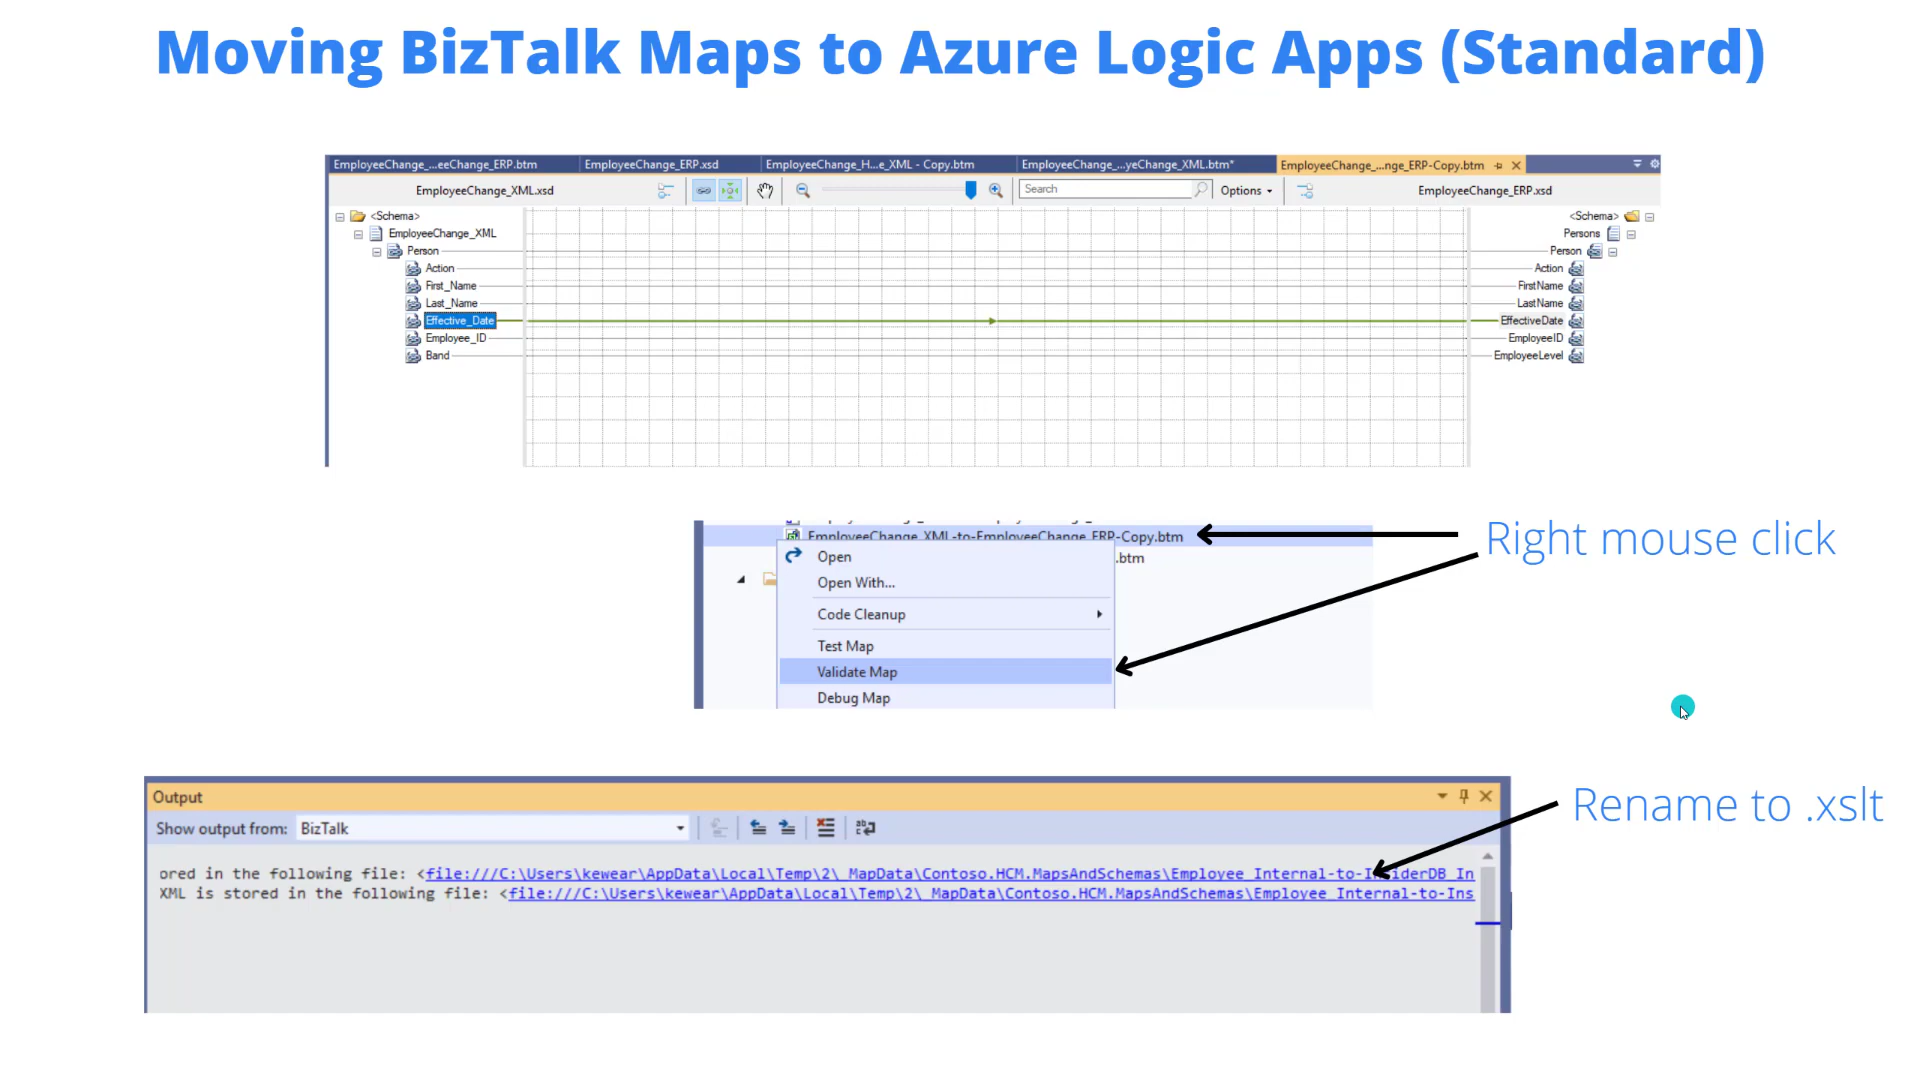 Moving BizTalk Maps to Azure Logic Apps (Standard)
EmployeeChange_...eeChange_ERP.btm EmployeeChange_ERP.xsd EmployeeChange_H...e_XML - Copy.btm EmployeeChange_...yeChange_XML.btm* EmployeeChange_...nge_ERP-Copy.btm
EmployeeChange_XML.xsd Search Options EmployeeChange_ERP.xsd
<Schema> <Schema>
EmployeeChange_XML Persons
Person Person
Action Action
First_Name FirstName
Last_Name LastName
Effective_Date EffectiveDate
Employee_ID EmployeeID
Band EmployeeLevel
EmployeeChange_XML-to-EmployeeChange_ERP-Copy.btm Right mouse click
Open .btm
Open With...
Code Cleanup
Test Map
Validate Map
Debug Map
Output
Rename to .xslt
Show output from: BizTalk
ored in the following file: <file:///C:\Users\kewear\AppData\Local\Temp\2\_MapData\Contoso.HCM.MapsAndSchemas\Employee_Internal-to-InsiderDB_In
XML is stored in the following file: <file:///C:\Users\kewear\AppData\Local\Temp\2\_MapData\Contoso.HCM.MapsAndSchemas\Employee_Internal-to-Ins